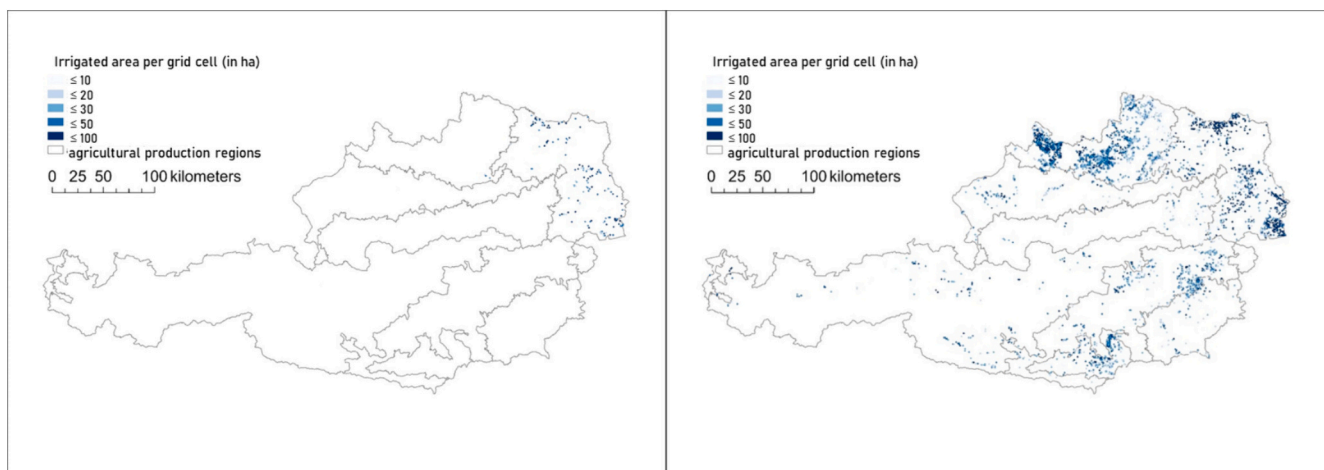 Irrigated area per grid cell (in ha)
≤ 10
≤ 20
≤ 30
≤ 50
≤ 100
agricultural production regions
0 25 50 100 kilometers
Irrigated area per grid cell (in ha)
≤ 10
≤ 20
≤ 30
≤ 50
≤ 100
agricultural production regions
0 25 50 100 kilometers